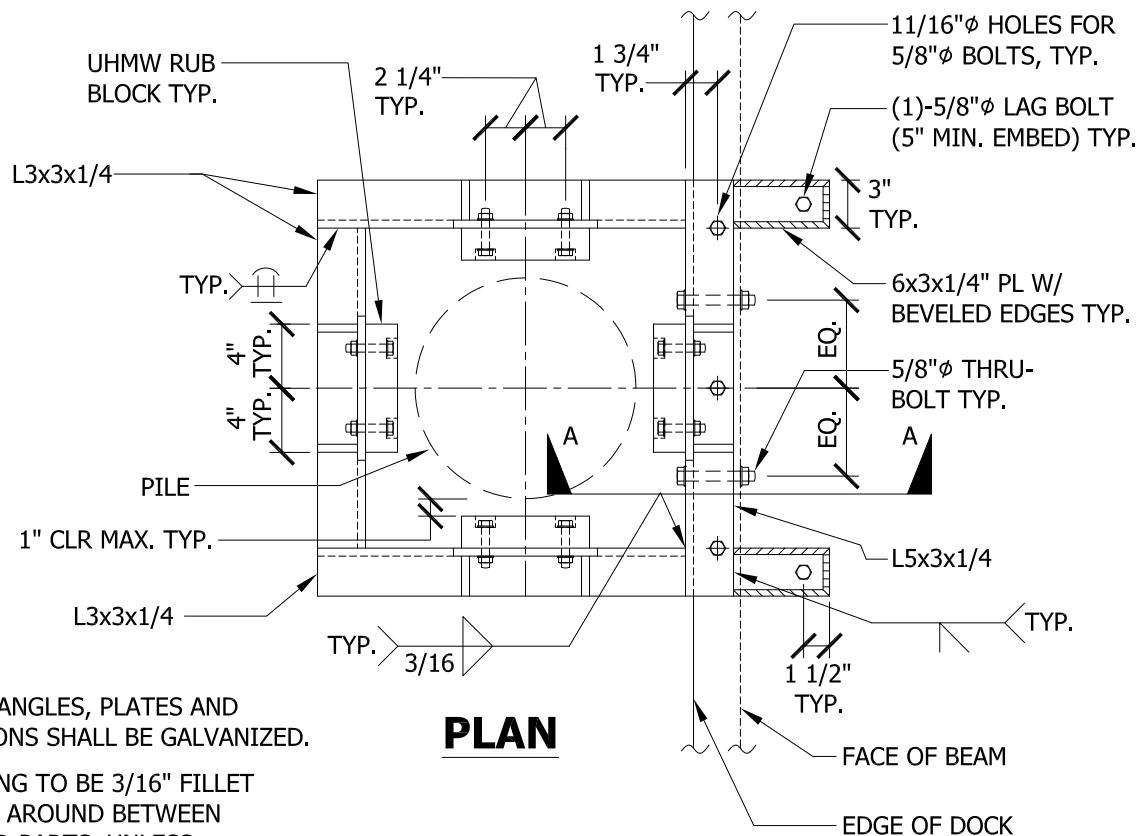 11/16"φ HOLES FOR
5/8"φ BOLTS, TYP.
1 3/4"
TYP.
UHMW RUB
BLOCK TYP.
2 1/4"
TYP.
(1)-5/8"φ LAG BOLT
(5" MIN. EMBED) TYP.
L3x3x1/4
3"
TYP.
TYP.
6x3x1/4" PL W/
BEVELED EDGES TYP.
4"
TYP.
EQ.
5/8"φ THRU-
BOLT TYP.
4"
TYP.
EQ.
A
A
PILE
1" CLR MAX. TYP.
L5x3x1/4
L3x3x1/4
TYP.
3/16
TYP.
1 1/2"
TYP.
ANGLES, PLATES AND
ONS SHALL BE GALVANIZED.
PLAN
FACE OF BEAM
NG TO BE 3/16" FILLET
AROUND BETWEEN
EDGE OF DOCK